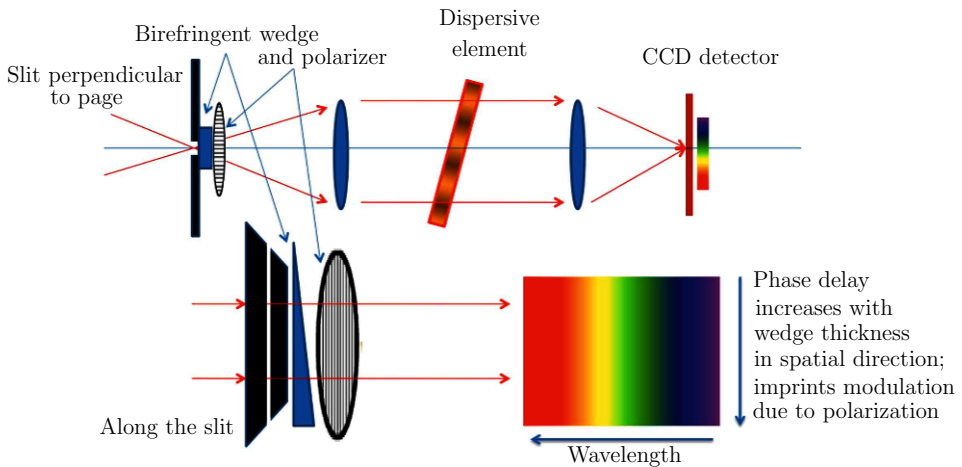 Dispersive
element
Birefringent wedge
and polarizer
CCD detector
Slit perpendicular
to page
Phase delay
increases with
wedge thickness
in spatial direction;
imprints modulation
due to polarization
Along the slit
Wavelength